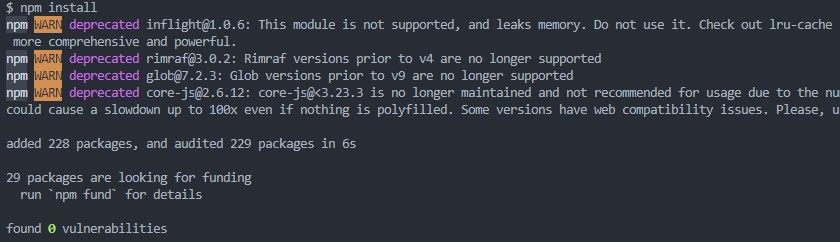 $ npm install
npm WARN deprecated inflight@1.0.6: This module is not supported, and leaks memory. Do not use it. Check out lru-cache
more comprehensive and powerful.
npm WARN deprecated rimraf@3.0.2: Rimraf versions prior to v4 are no longer supported
npm WARN deprecated glob@7.2.3: Glob versions prior to v9 are no longer supported
npm WARN deprecated core-js@2.6.12: core-js@<3.23.3 is no longer maintained and not recommended for usage due to the nu
could cause a slowdown up to 100x even if nothing is polyfilled. Some versions have web compatibility issues. Please, u
added 228 packages, and audited 229 packages in 6s
29 packages are looking for funding
run `npm fund` for details
found 0 vulnerabilities